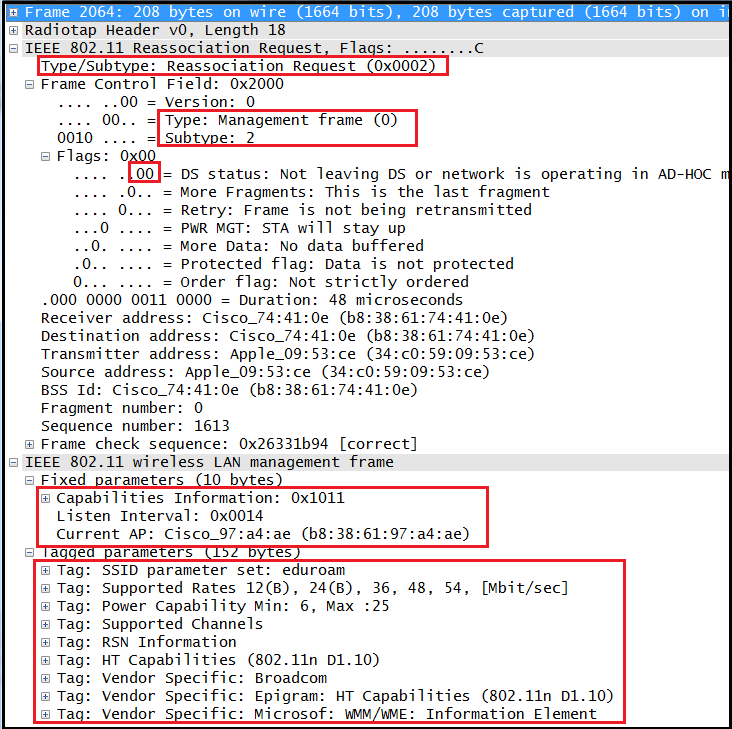 Frame 2064: 208 bytes on wire (1664 bits), 208 bytes captured (1664 bits) on i
Radiotap Header v0, Length 18
IEEE 802.11 Reassociation Request, Flags: ........C
Type/Subtype: Reassociation Request (0x0002)
Frame Control Field: 0x2000
.... ..00 = Version: 0
.... 00.. = Type: Management frame (0)
0010 .... = Subtype: 2
Flags: 0x00
.... ..00 = DS status: Not leaving DS or network is operating in AD-HOC m
.... .0.. = More Fragments: This is the last fragment
.... 0... = Retry: Frame is not being retransmitted
...0 .... = PWR MGT: STA will stay up
..0. .... = More Data: No data buffered
.0.. .... = Protected flag: Data is not protected
0... .... = Order flag: Not strictly ordered
.000 0000 0011 0000 = Duration: 48 microseconds
Receiver address: Cisco_74:41:0e (b8:38:61:74:41:0e)
Destination address: Cisco_74:41:0e (b8:38:61:74:41:0e)
Transmitter address: Apple_09:53:ce (34:c0:59:09:53:ce)
Source address: Apple_09:53:ce (34:c0:59:09:53:ce)
BSS Id: Cisco_74:41:0e (b8:38:61:74:41:0e)
Fragment number: 0
Sequence number: 1613
Frame check sequence: 0x26331b94 [correct]
IEEE 802.11 wireless LAN management frame
Fixed parameters (10 bytes)
Capabilities Information: 0x1011
Listen Interval: 0x0014
Current AP: Cisco_97:a4:ae (b8:38:61:97:a4:ae)
Tagged parameters (152 bytes)
Tag: SSID parameter set: eduroam
Tag: Supported Rates 12(B), 24(B), 36, 48, 54, [Mbit/sec]
Tag: Power Capability Min: 6, Max :25
Tag: Supported Channels
Tag: RSN Information
Tag: HT Capabilities (802.11n D1.10)
Tag: Vendor Specific: Broadcom
Tag: Vendor Specific: Epigram: HT Capabilities (802.11n D1.10)
Tag: Vendor Specific: Microsof: WMM/WME: Information Element